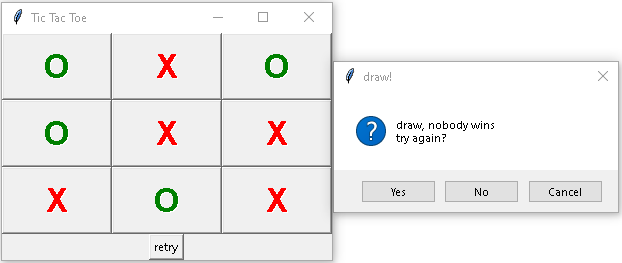 Tic Tac Toe
O X O
O X X
X O X
retry
draw!
draw, nobody wins
try again?
Yes No Cancel